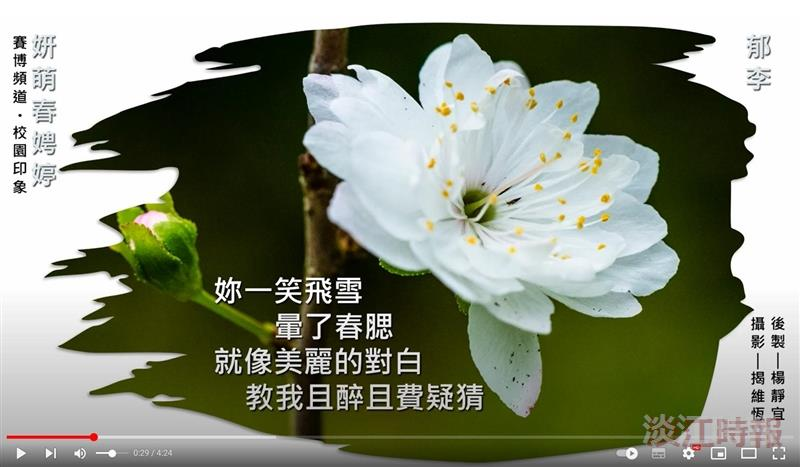 妍萌春娉婷
賽博頻道·校園印象
郁李
妳一笑飛雪
暈了春腮
就像美麗的對白
教我且醉且費疑猜
後製—楊靜宜
攝影—揭維恆
淡江時報
0:29 / 4:24
HD